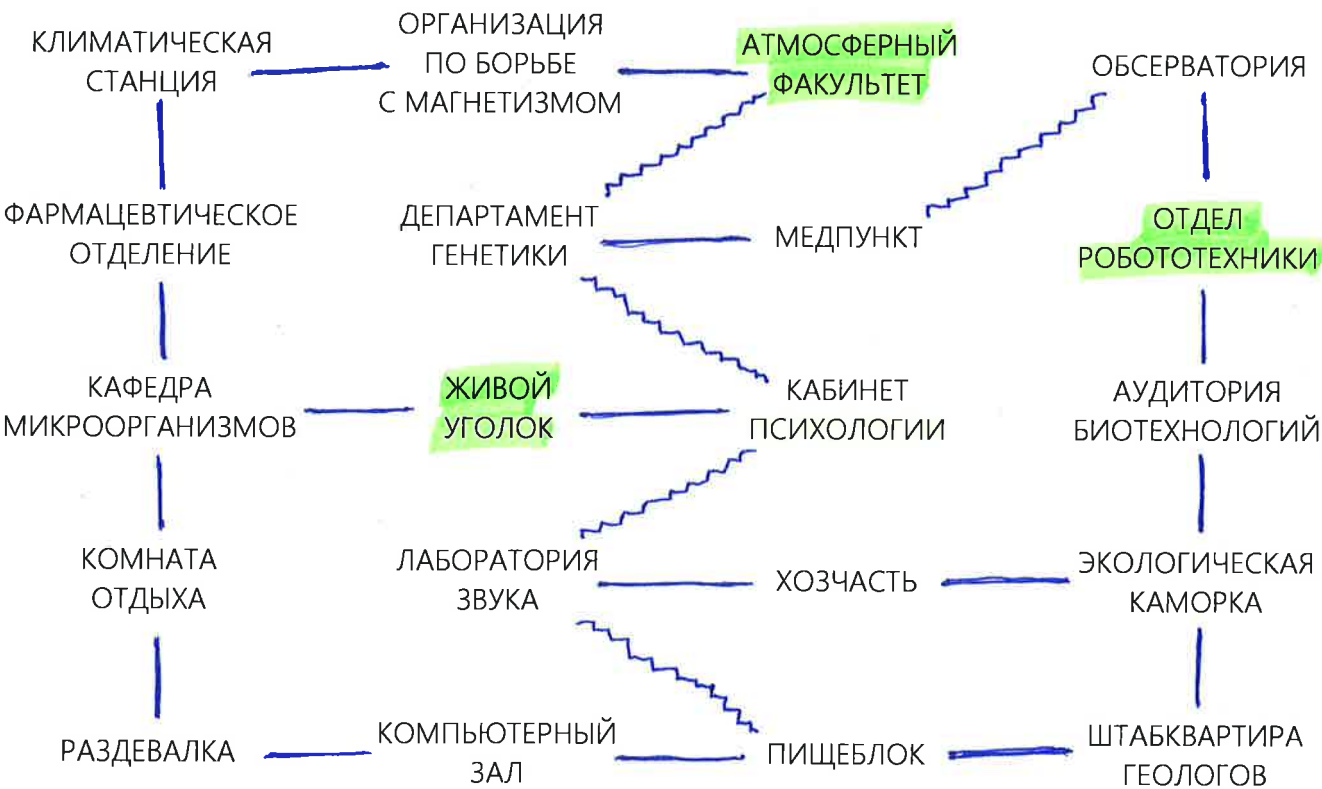 КЛИМАТИЧЕСКАЯ
СТАНЦИЯ
ОРГАНИЗАЦИЯ
ПО БОРЬБЕ
С МАГНЕТИЗМОМ
АТМОСФЕРНЫЙ
ФАКУЛЬТЕТ
ОБСЕРВАТОРИЯ
ФАРМАЦЕВТИЧЕСКОЕ
ОТДЕЛЕНИЕ
ДЕПАРТАМЕНТ
ГЕНЕТИКИ
МЕДПУНКТ
ОТДЕЛ
РОБОТОТЕХНИКИ
КАФЕДРА
МИКРООРГАНИЗМОВ
ЖИВОЙ
УГОЛОК
КАБИНЕТ
ПСИХОЛОГИИ
АУДИТОРИЯ
БИОТЕХНОЛОГИЙ
КОМНАТА
ОТДЫХА
ЛАБОРАТОРИЯ
ЗВУКА
ХОЗЧАСТЬ
ЭКОЛОГИЧЕСКАЯ
КАМОРКА
РАЗДЕВАЛКА
КОМПЬЮТЕРНЫЙ
ЗАЛ
ПИЩЕБЛОК
ШТАБКВАРТИРА
ГЕОЛОГОВ